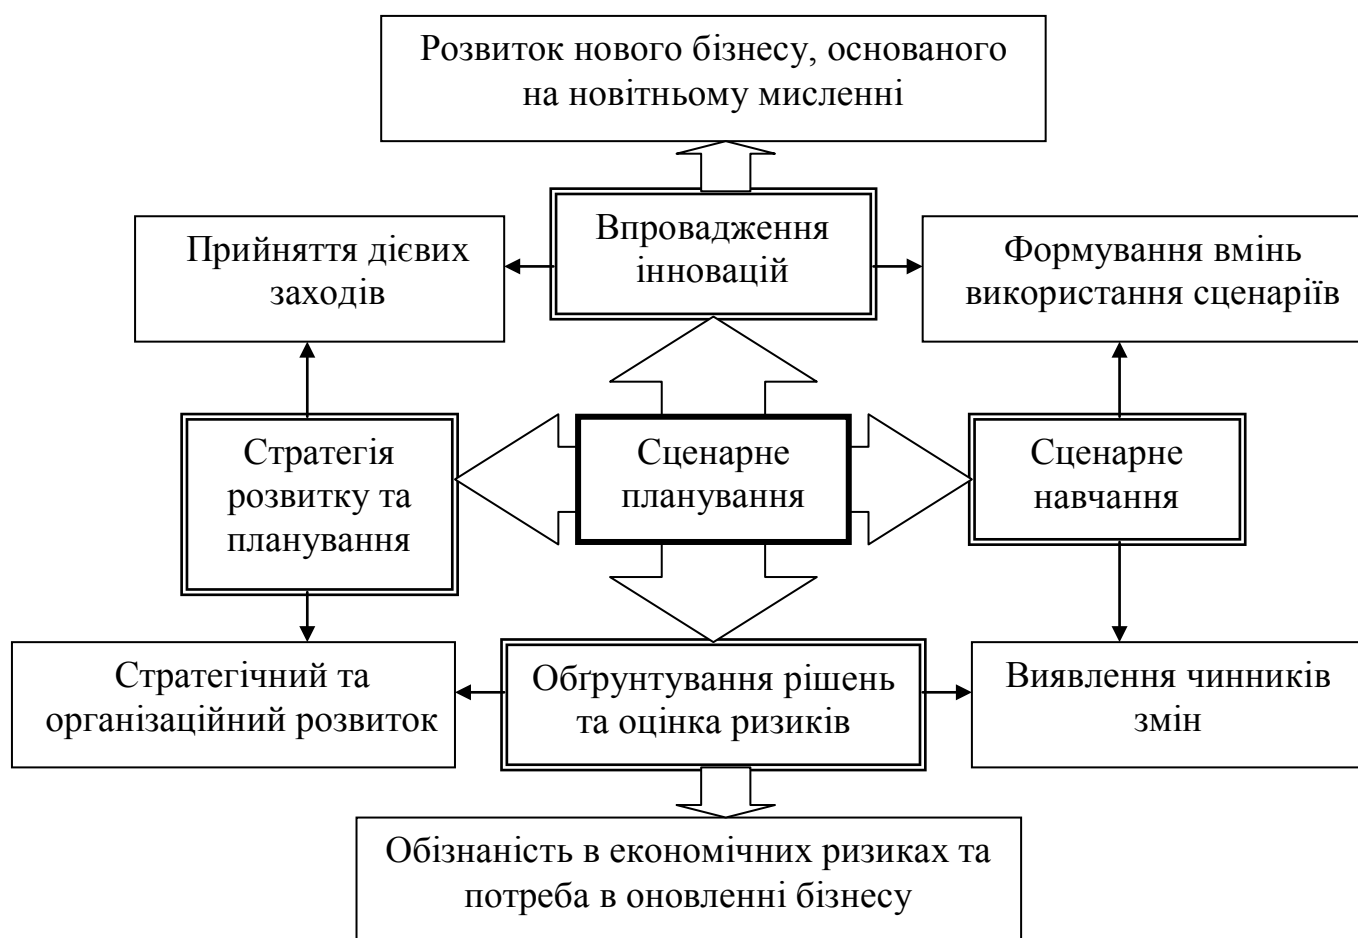 Розвиток нового бізнесу, основаного
на новітньому мисленні
Прийняття дієвих
заходів
Впровадження
інновацій
Формування вмінь
використання сценаріїв
Стратегія
розвитку та
планування
Сценарне
планування
Сценарне
навчання
Стратегічний та
організаційний розвиток
Обґрунтування рішень
та оцінка ризиків
Виявлення чинників
змін
Обізнаність в економічних ризиках та
потреба в оновленні бізнесу